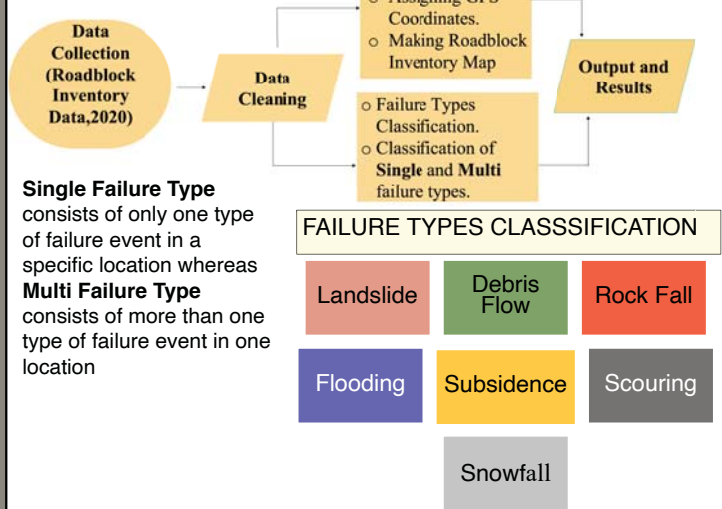 Data
Collection
(Roadblock
Inventory
Data,2020)
Data
Cleaning
Coordinates.
o Making Roadblock
Inventory Map
o Failure Types
Classification.
o Classification of
Single and Multi
failure types.
Output and
Results
Single Failure Type
consists of only one type
of failure event in a
specific location whereas
Multi Failure Type
consists of more than one
type of failure event in one
location
FAILURE TYPES CLASSSIFICATION
Landslide
Debris
Flow
Rock Fall
Flooding
Subsidence
Scouring
Snowfall